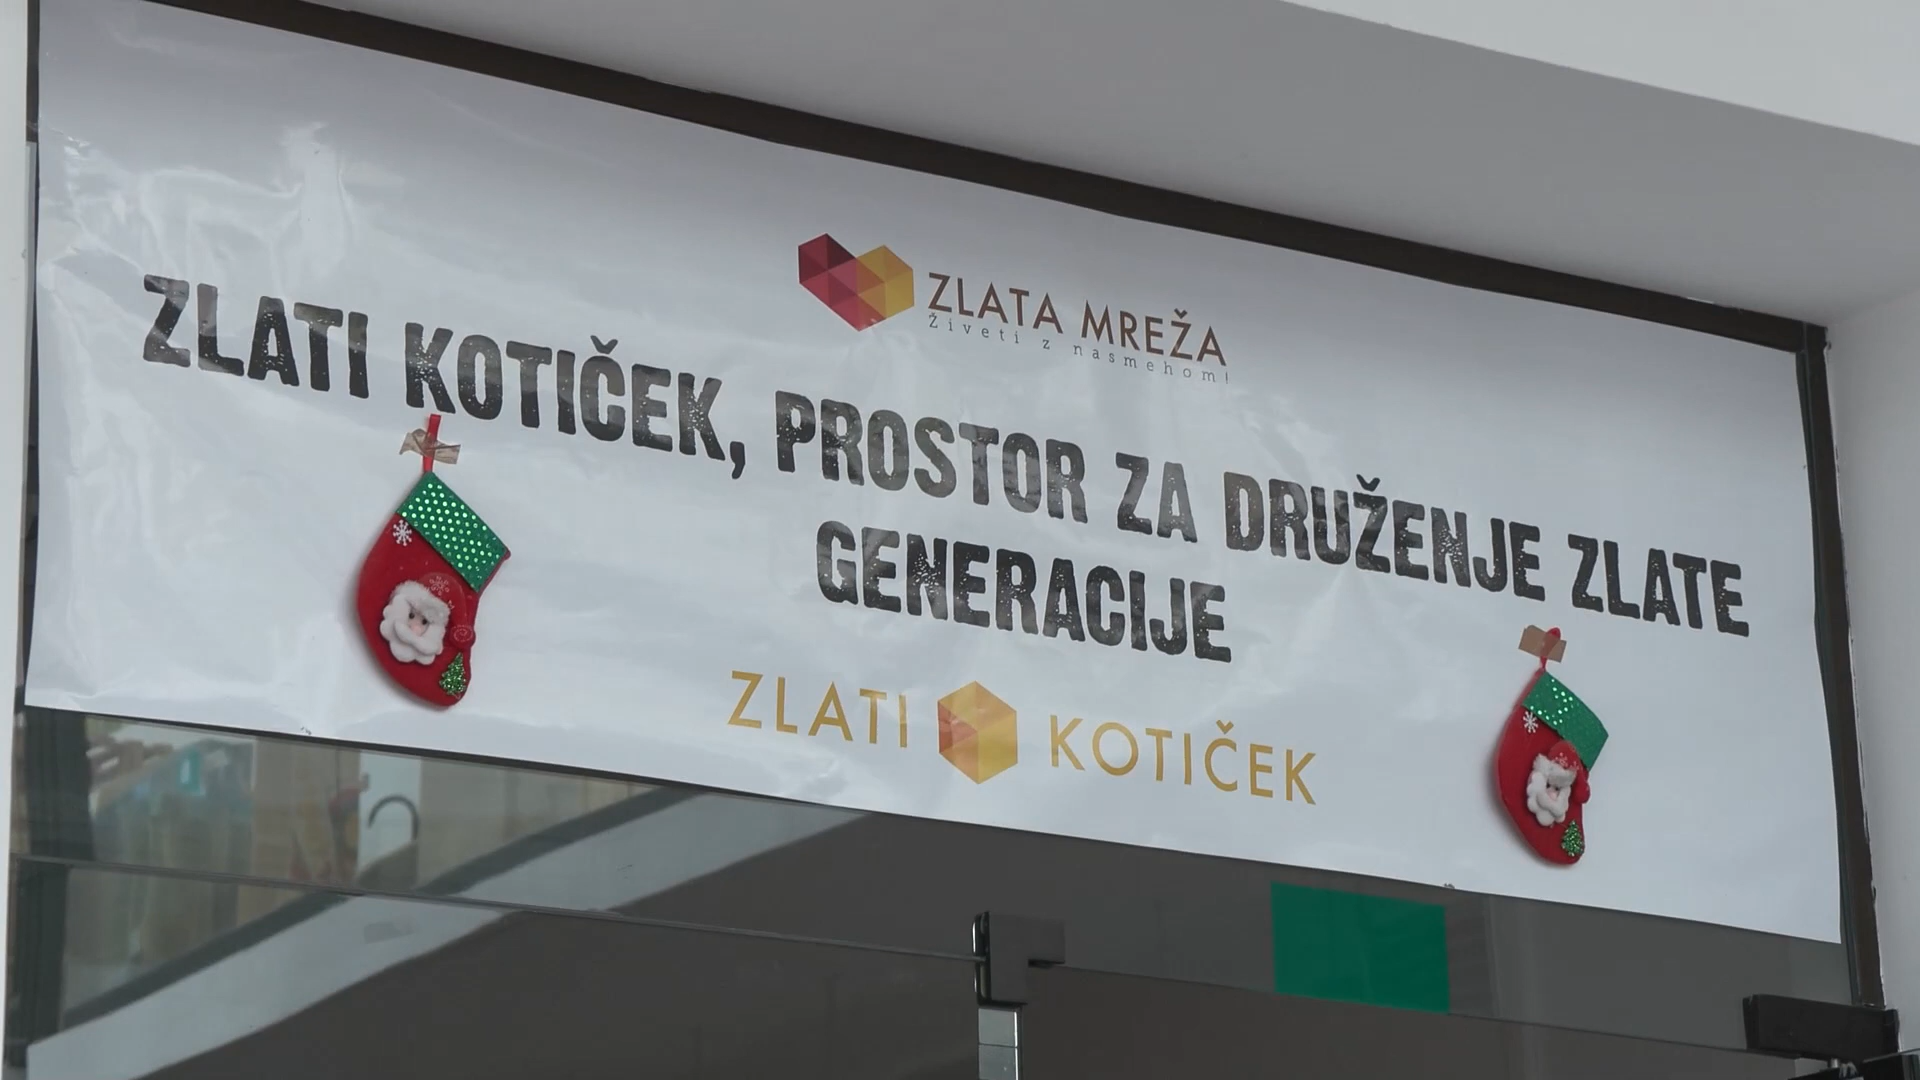 ZLATA MREŽA
Živeti z nasmehom!
ZLATI KOTIČEK, PROSTOR ZA DRUŽENJE ZLATE
GENERACIJE
ZLATI KOTIČEK